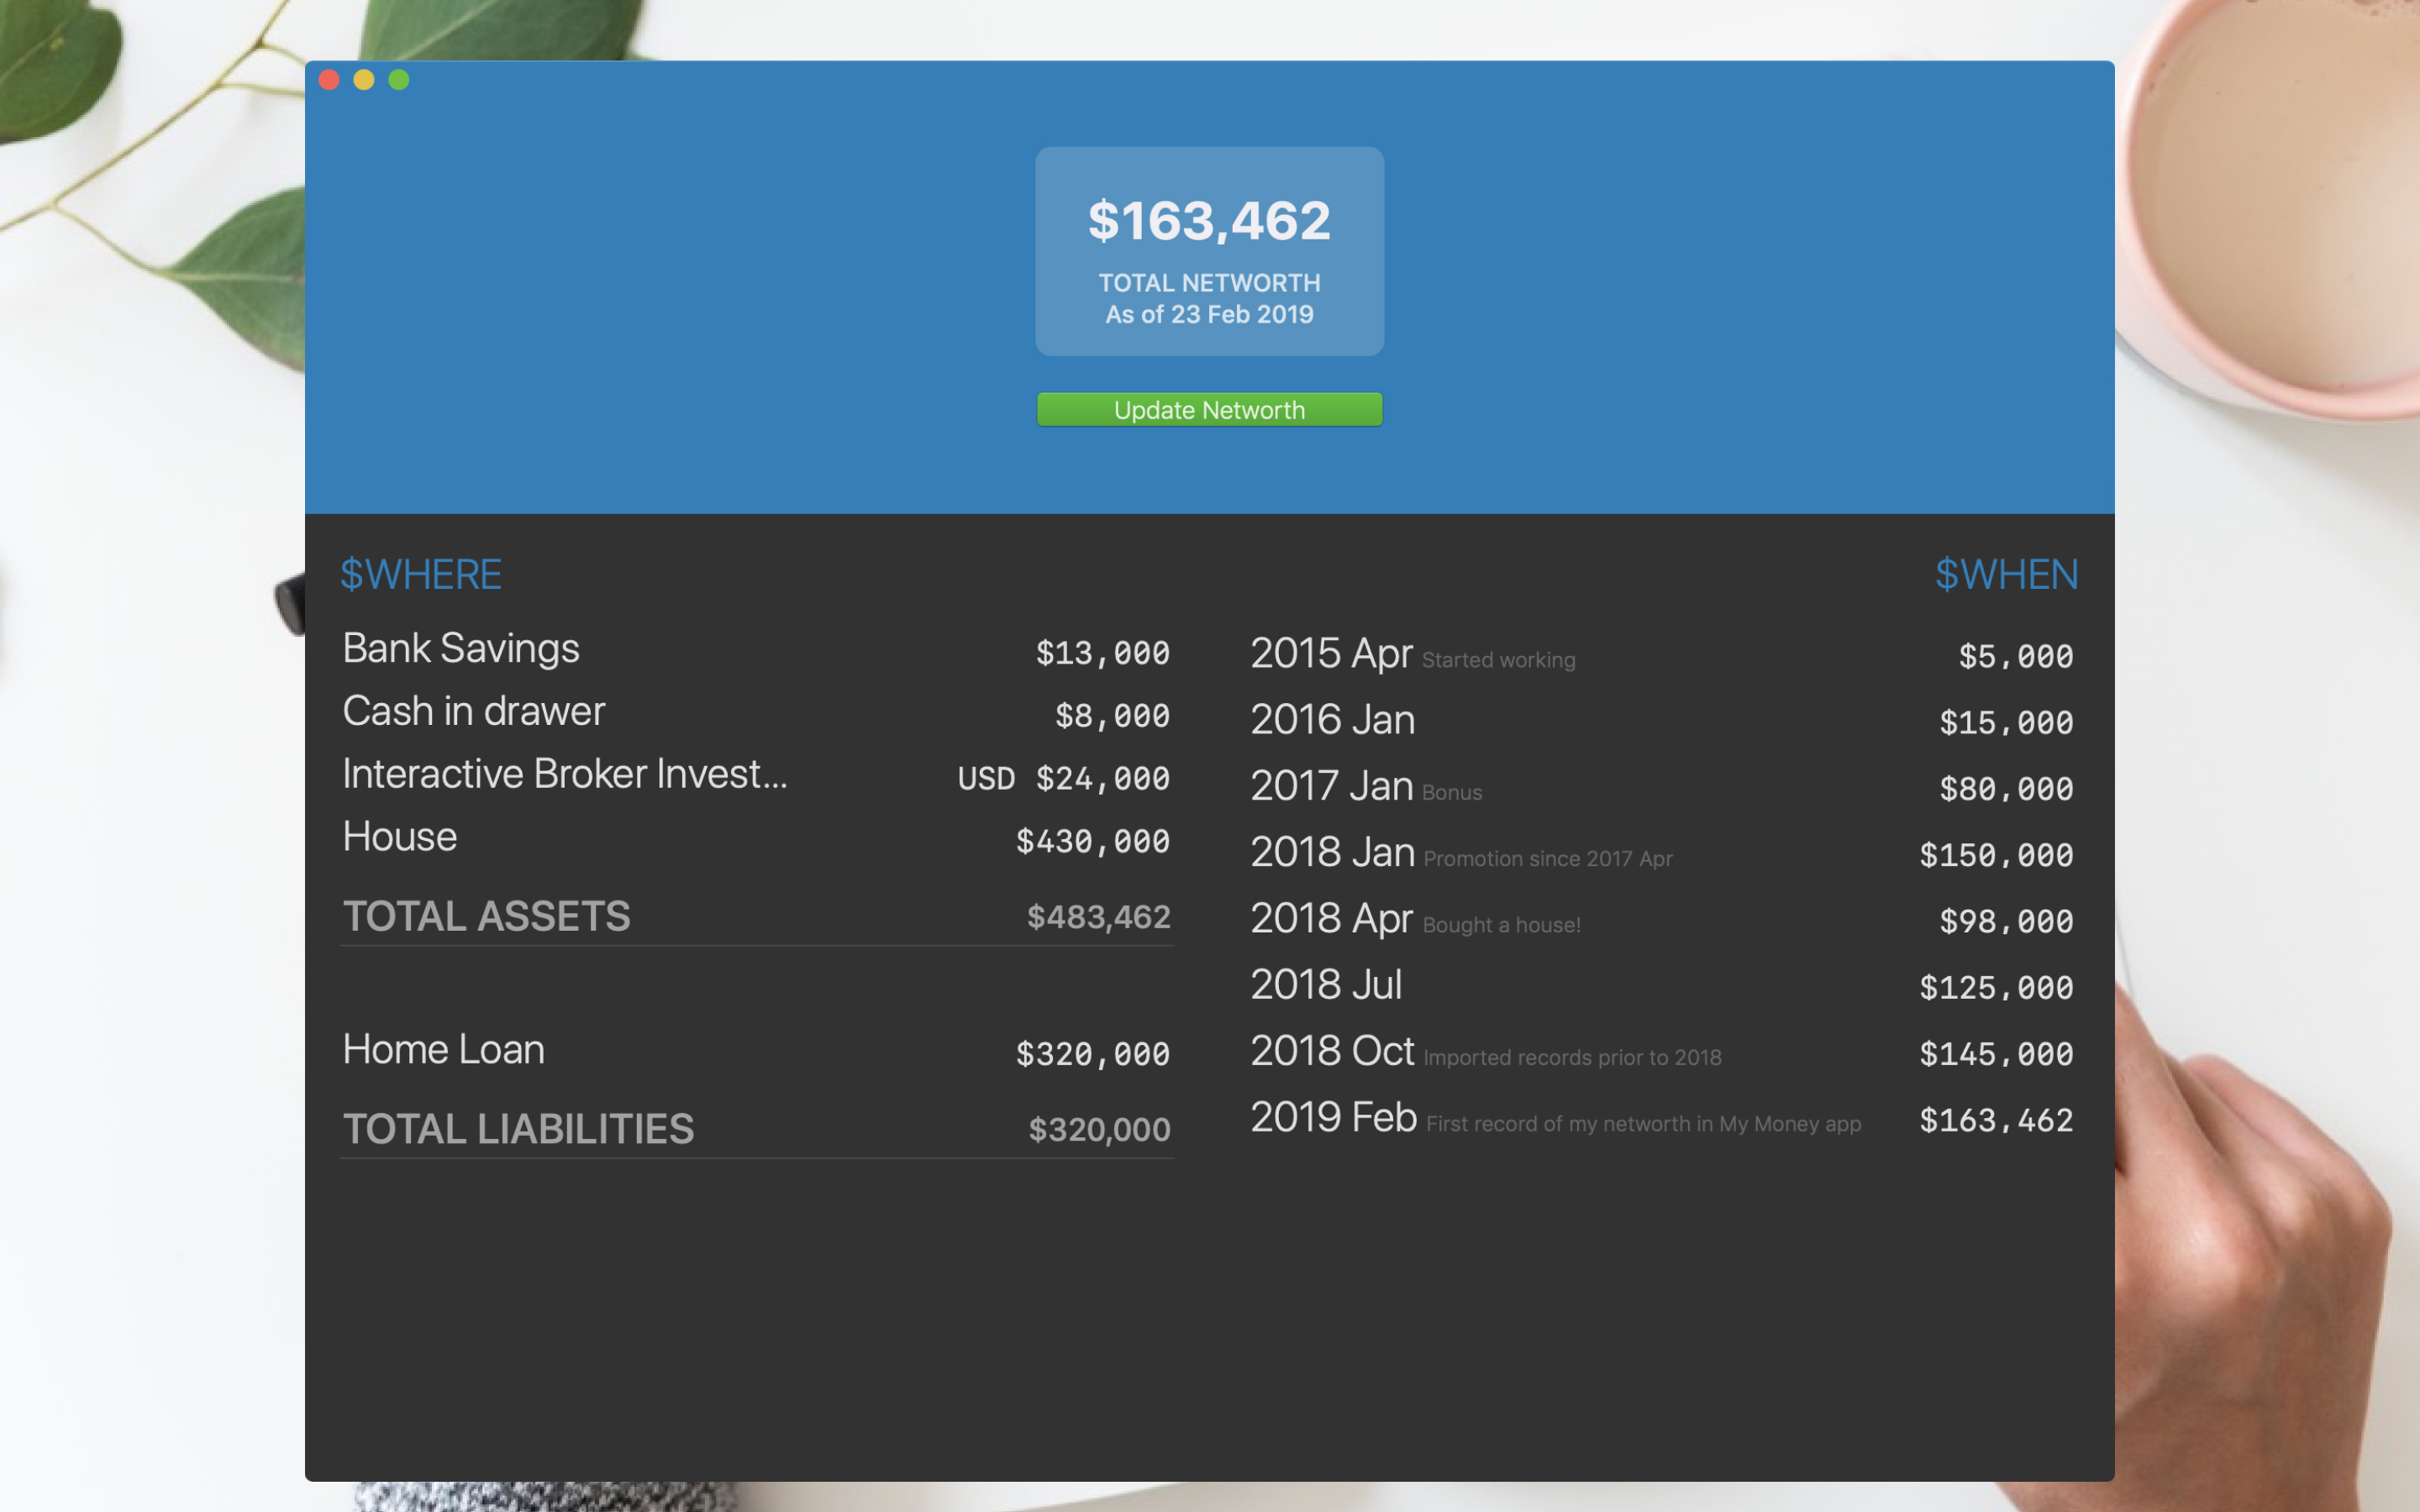 $163,462
TOTAL NETWORTH
As of 23 Feb 2019
Update Networth
$WHERE
Bank Savings $13,000
Cash in drawer $8,000
Interactive Broker Invest... USD $24,000
House $430,000
TOTAL ASSETS $483,462
Home Loan $320,000
TOTAL LIABILITIES $320,000
$WHEN
2015 Apr Started working $5,000
2016 Jan $15,000
2017 Jan Bonus $80,000
2018 Jan Promotion since 2017 Apr $150,000
2018 Apr Bought a house! $98,000
2018 Jul $125,000
2018 Oct Imported records prior to 2018 $145,000
2019 Feb First record of my networth in My Money app $163,462